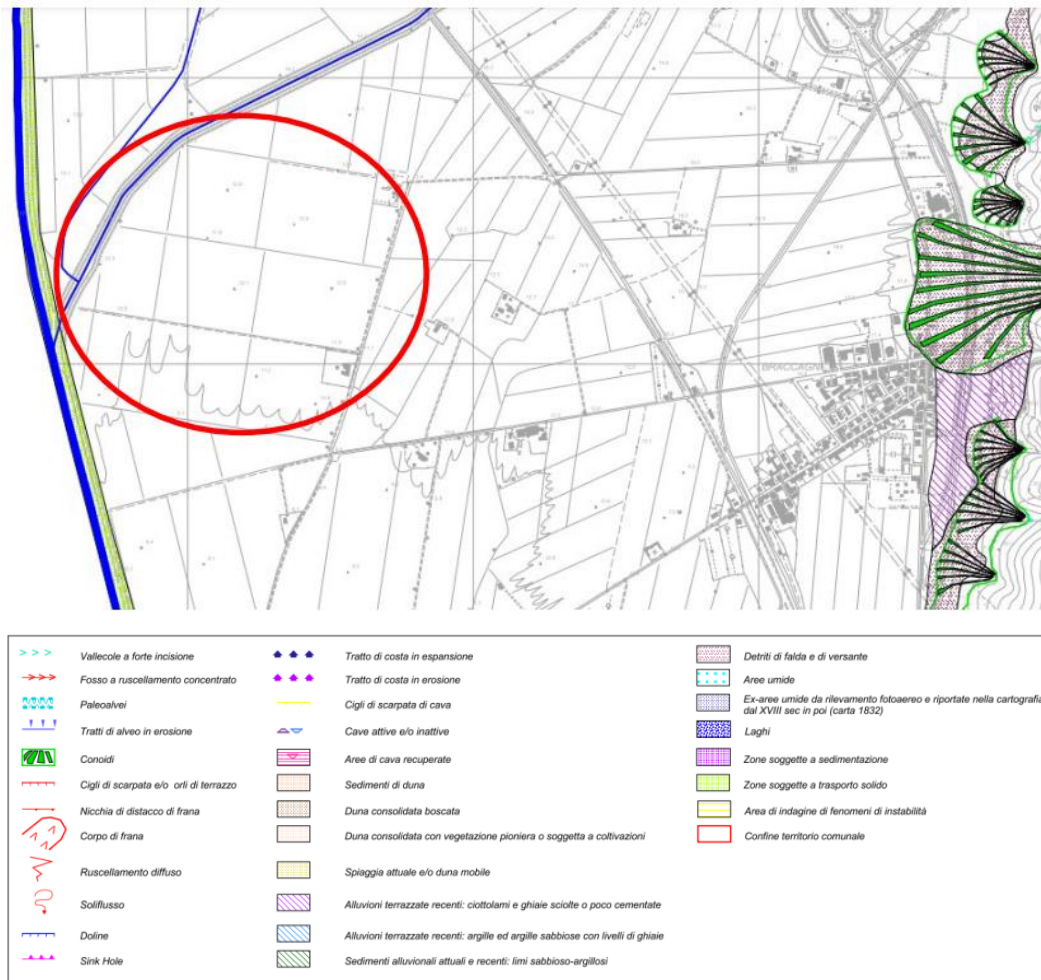 BRACCAGNI
Vallecole a forte incisione
Fosso a ruscellamento concentrato
Paleoalvei
Tratti di alveo in erosione
Conoidi
Cigli di scarpata e/o orli di terrazzo
Nicchia di distacco di frana
Corpo di frana
Ruscellamento diffuso
Soliflusso
Doline
Sink Hole
Tratto di costa in espansione
Tratto di costa in erosione
Cigli di scarpata di cava
Cave attive e/o inattive
Aree di cava recuperate
Sedimenti di duna
Duna consolidata boscata
Duna consolidata con vegetazione pioniera o soggetta a coltivazioni
Spiaggia attuale e/o duna mobile
Alluvioni terrazzate recenti: ciottolami e ghiaie sciolte o poco cementate
Alluvioni terrazzate recenti: argille ed argille sabbiose con livelli di ghiaie
Sedimenti alluvionali attuali e recenti: limi sabbioso-argillosi
Detriti di falda e di versante
Aree umide
Ex-aree umide da rilevamento fotoaereo e riportate nella cartografia
dal XVIII sec in poi (carta 1832)
Laghi
Zone soggette a sedimentazione
Zone soggette a trasporto solido
Area di indagine di fenomeni di instabilità
Confine territorio comunale